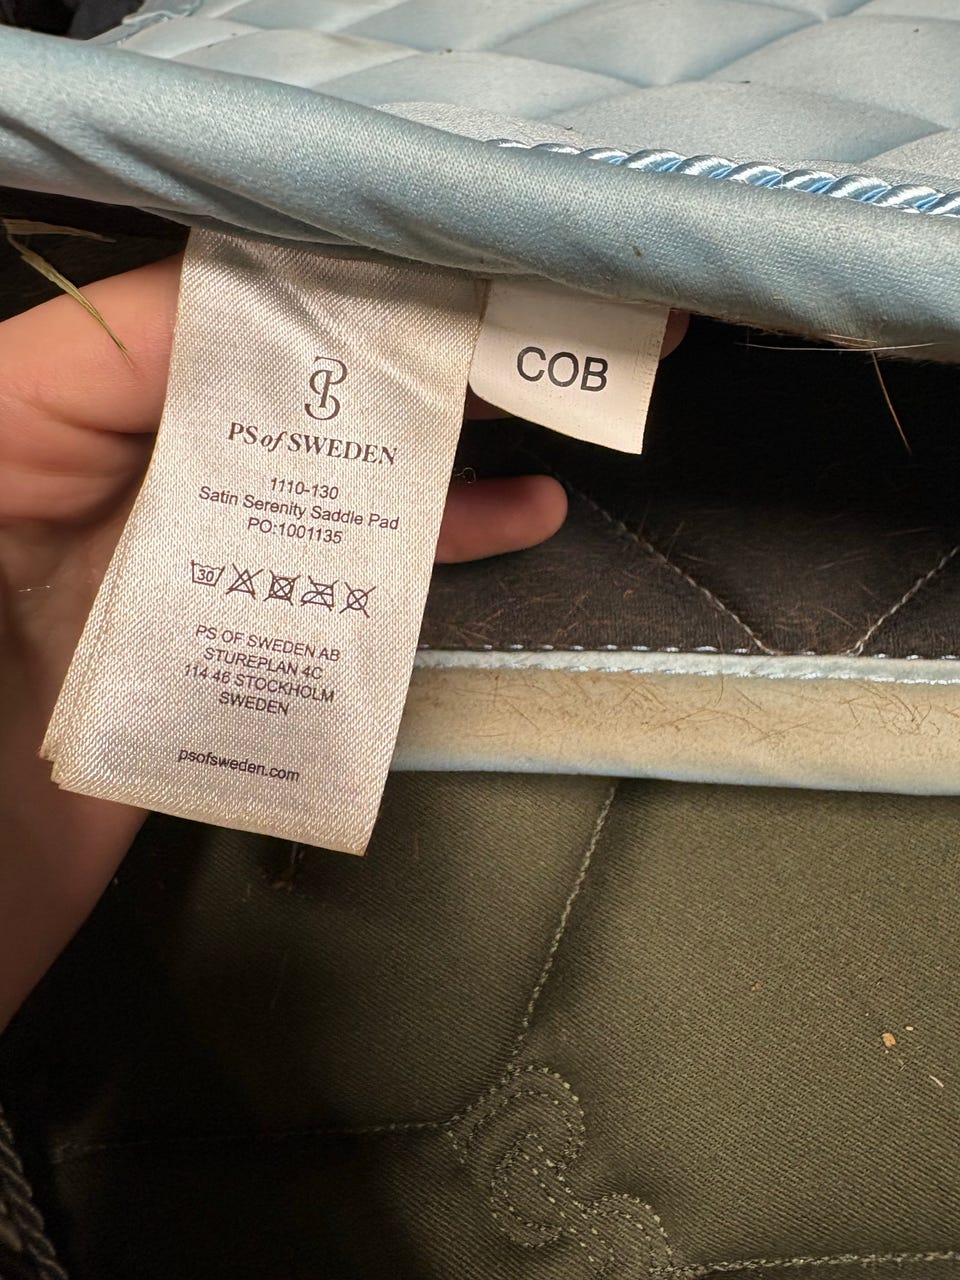 PS of SWEDEN
1110-130
Satin Serenity Saddle Pad
PO:1001135
30
PS OF SWEDEN AB
STUREPLAN 4C
114 46 STOCKHOLM
SWEDEN
psofsweden.com
COB